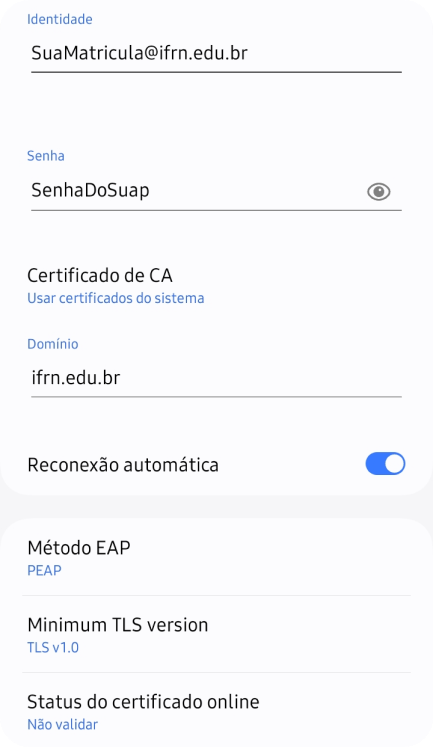 Identidade
SuaMatricula@ifrn.edu.br
Senha
SenhaDoSuap
Certificado de CA
Usar certificados do sistema
Domínio
ifrn.edu.br
Reconexão automática
Método EAP
PEAP
Minimum TLS version
TLS v1.0
Status do certificado online
Não validar